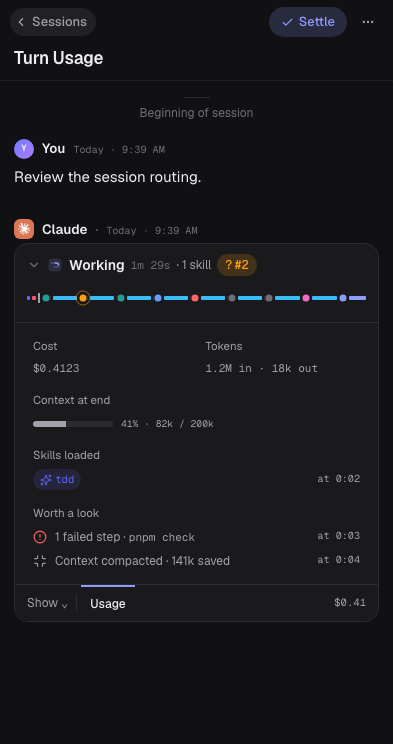 Sessions
Settle
Turn Usage
Beginning of session
Y You Today · 9:39 AM
Review the session routing.
Claude · Today · 9:39 AM
Working 1m 29s · 1 skill ? #2
Cost Tokens
$0.4123 1.2M in · 18k out
Context at end
41% · 82k / 200k
Skills loaded
tdd at 0:02
Worth a look
1 failed step · pnpm check at 0:03
Context compacted · 141k saved at 0:04
Show Usage $0.41